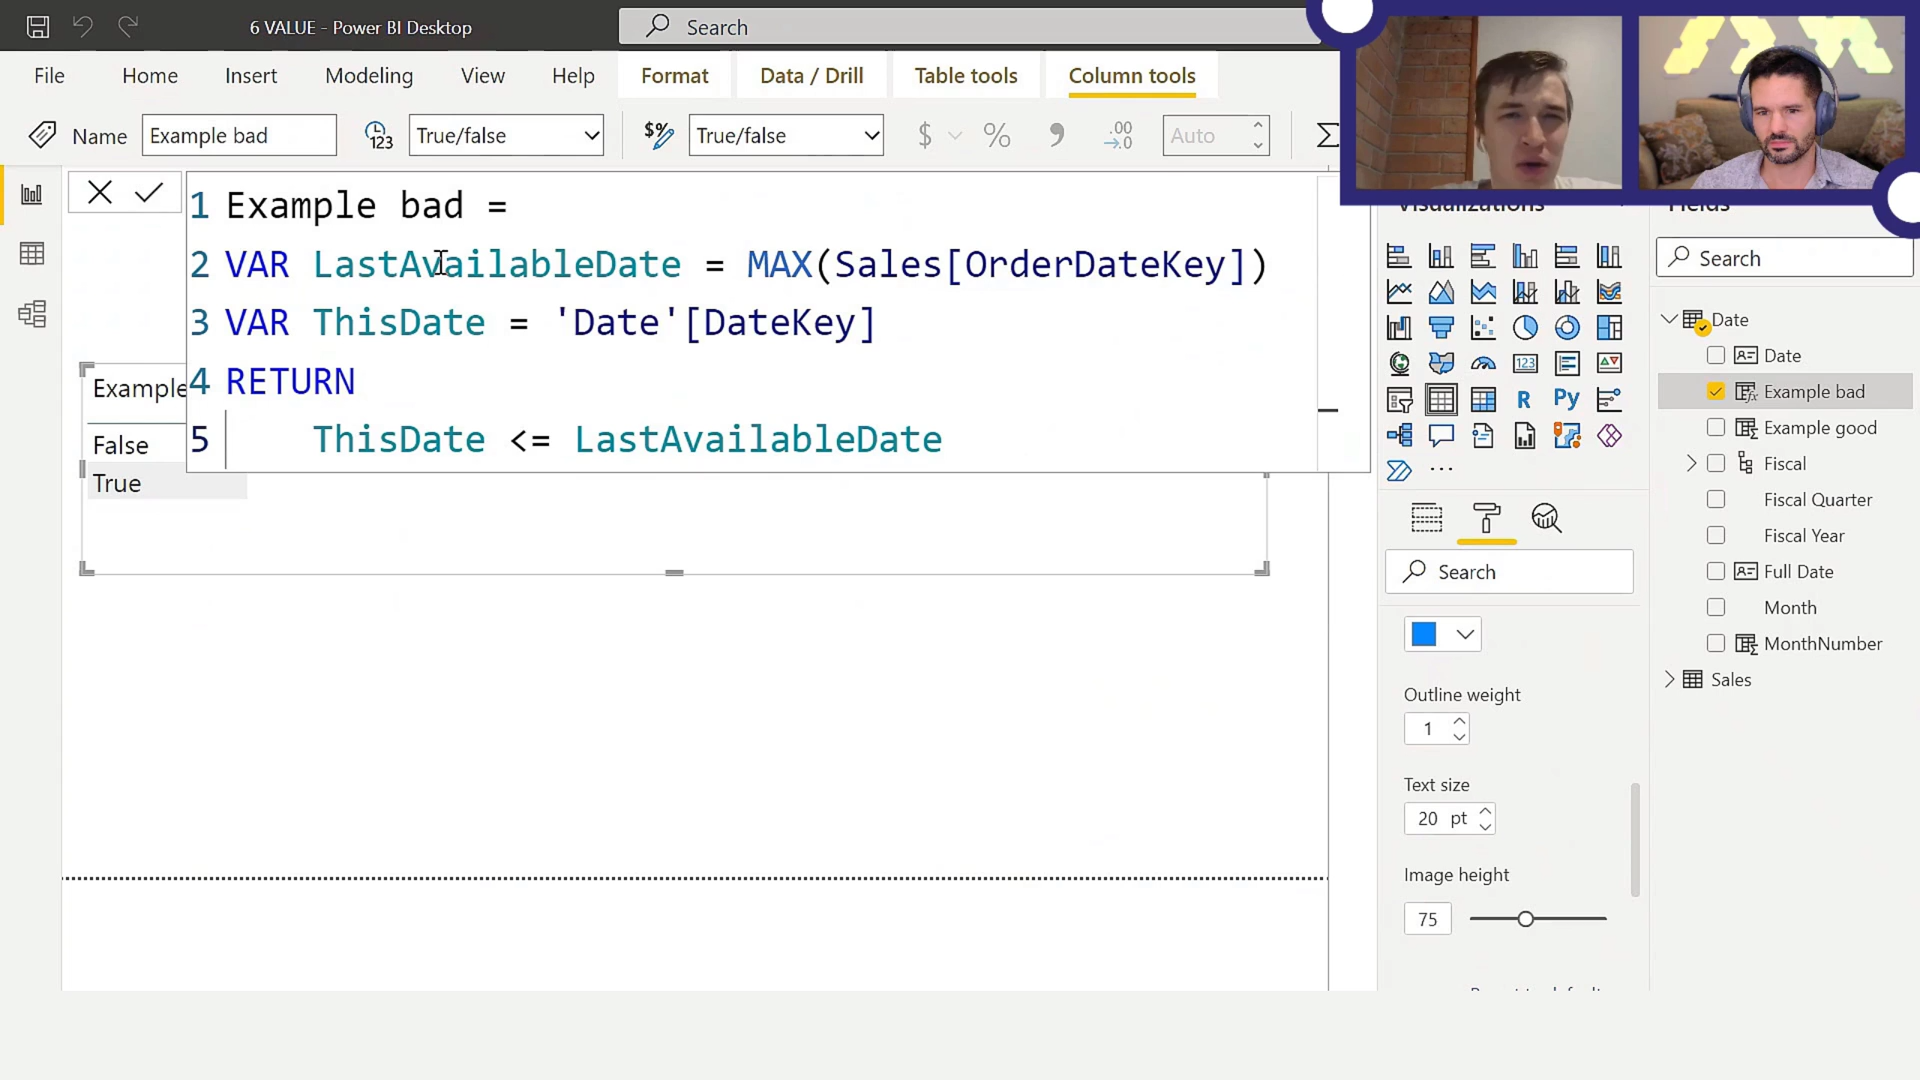 6 VALUE - Power BI Desktop
Search
File Home Insert Modeling View Help Format Data / Drill Table tools Column tools
Name Example bad True/false True/false $ % Auto
1 Example bad =
2 VAR LastAvailableDate = MAX(Sales[OrderDateKey])
3 VAR ThisDate = 'Date'[DateKey]
4 RETURN
5 ThisDate <= LastAvailableDate
Example
False
True
Visualizations
Search
Outline weight
1
Text size
20 pt
Image height
75
Fields
Search
Date
Date
Example bad
Example good
Fiscal
Fiscal Quarter
Fiscal Year
Full Date
Month
MonthNumber
Sales